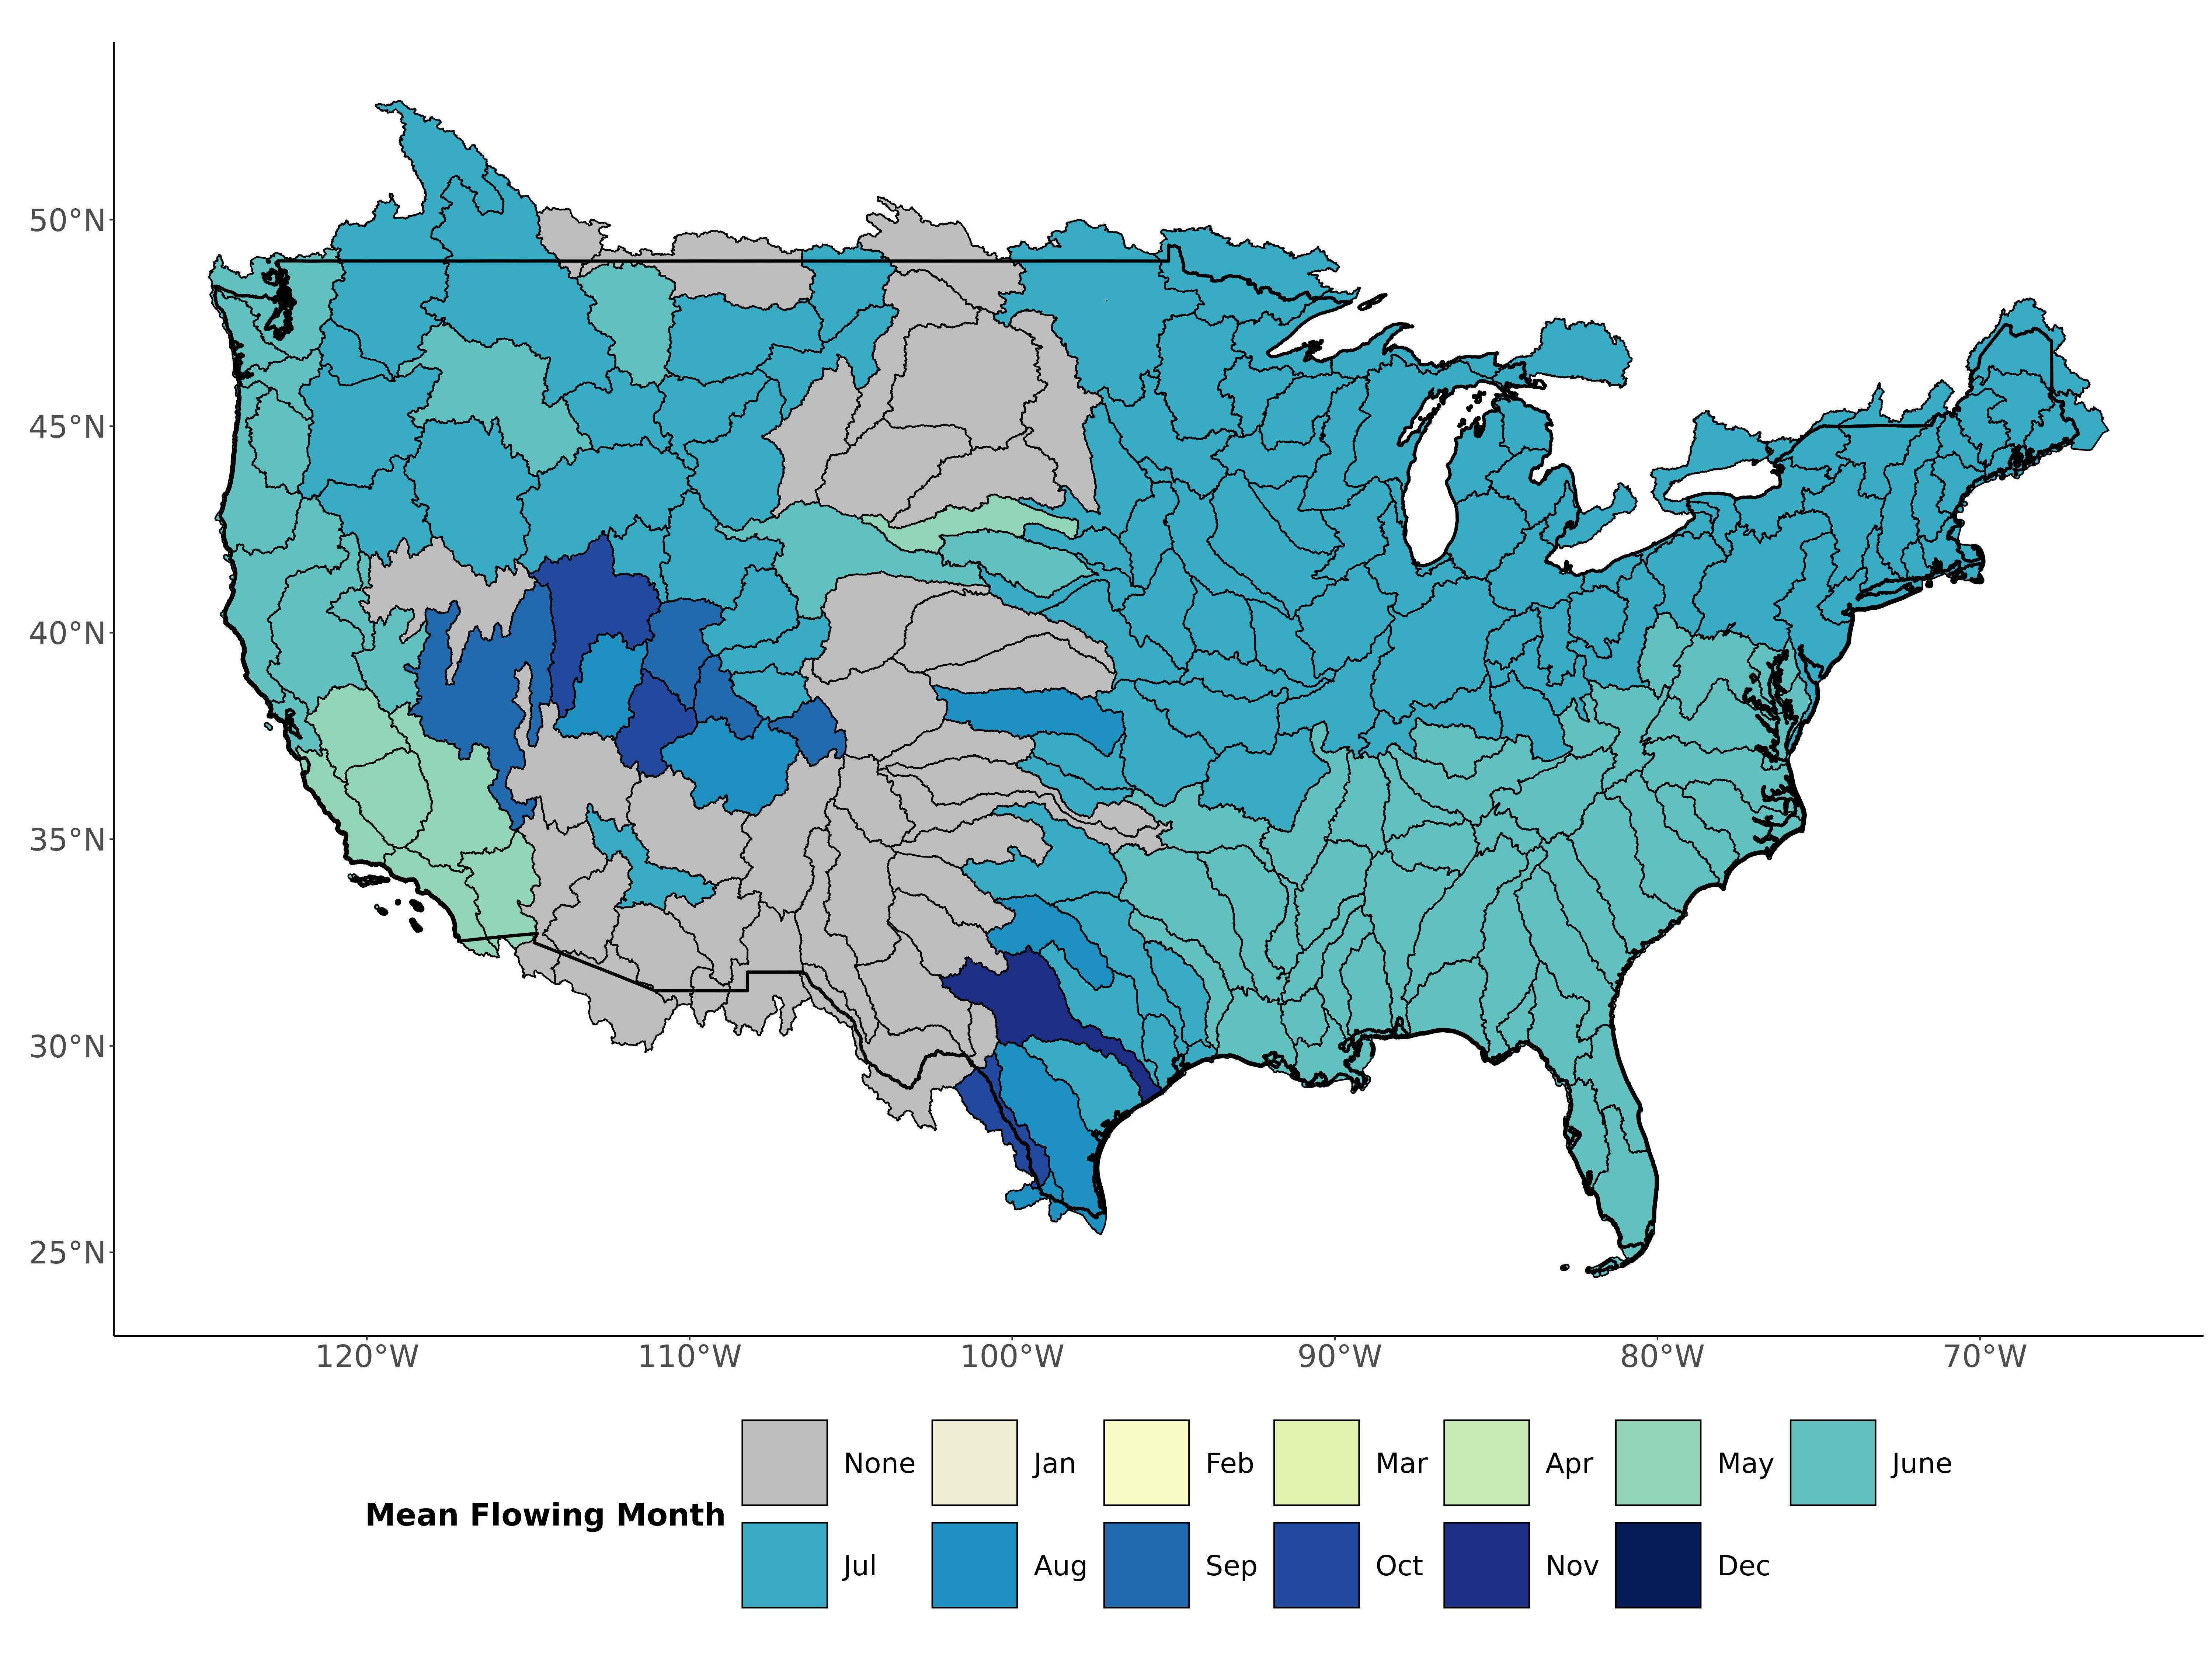 50°N
45°N
40°N
35°N
30°N
25°N
120°W 110°W 100°W 90°W 80°W 70°W
Mean Flowing Month
None Jan Feb Mar Apr May June
Jul Aug Sep Oct Nov Dec